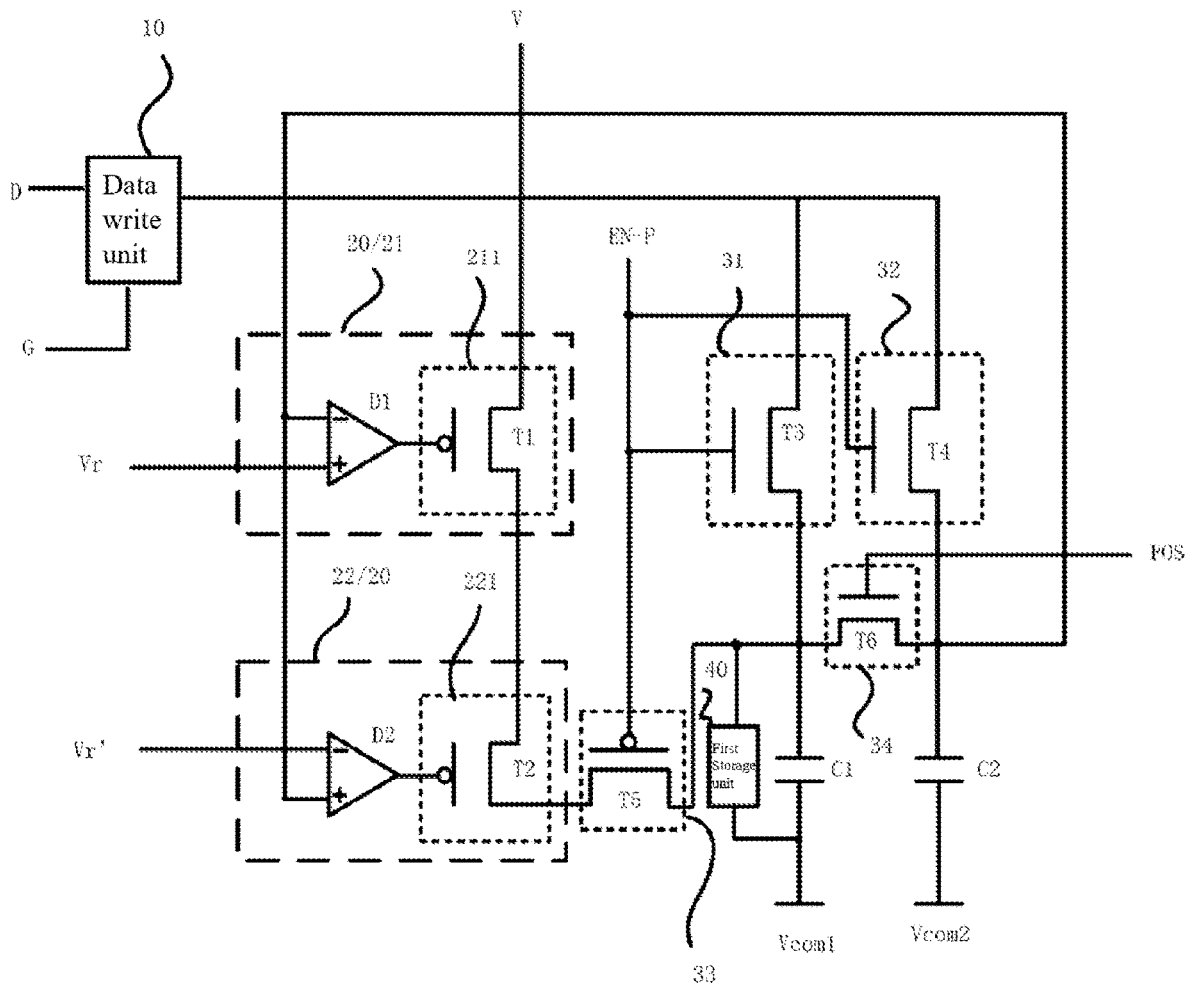 10
V
D
Data
write
unit
G
20/21
211
EN-P
31
32
D1
T1
T3
T4
Vr
-
+
POS
22/20
221
T6
40
34
D2
Vr'
-
+
T2
T5
First
Storage
unit
C1
C2
Vcom1
Vcom2
33